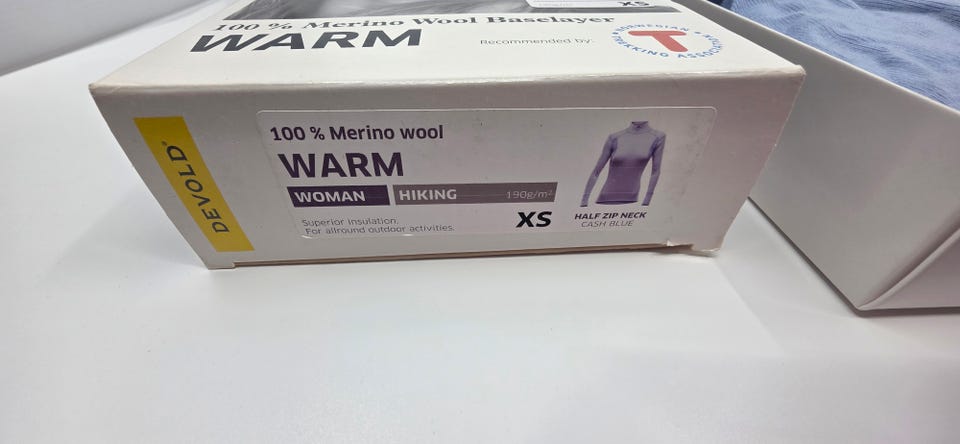 XS
100 % Merino Wool Baselayer
WARM
Recommended by:
NORWEGIAN TREKKING ASSOCIATION
T
DEVOLD®
100 % Merino wool
WARM
WOMAN HIKING 190g/m²
Superior insulation.
For allround outdoor activities.
XS
HALF ZIP NECK
CASH BLUE